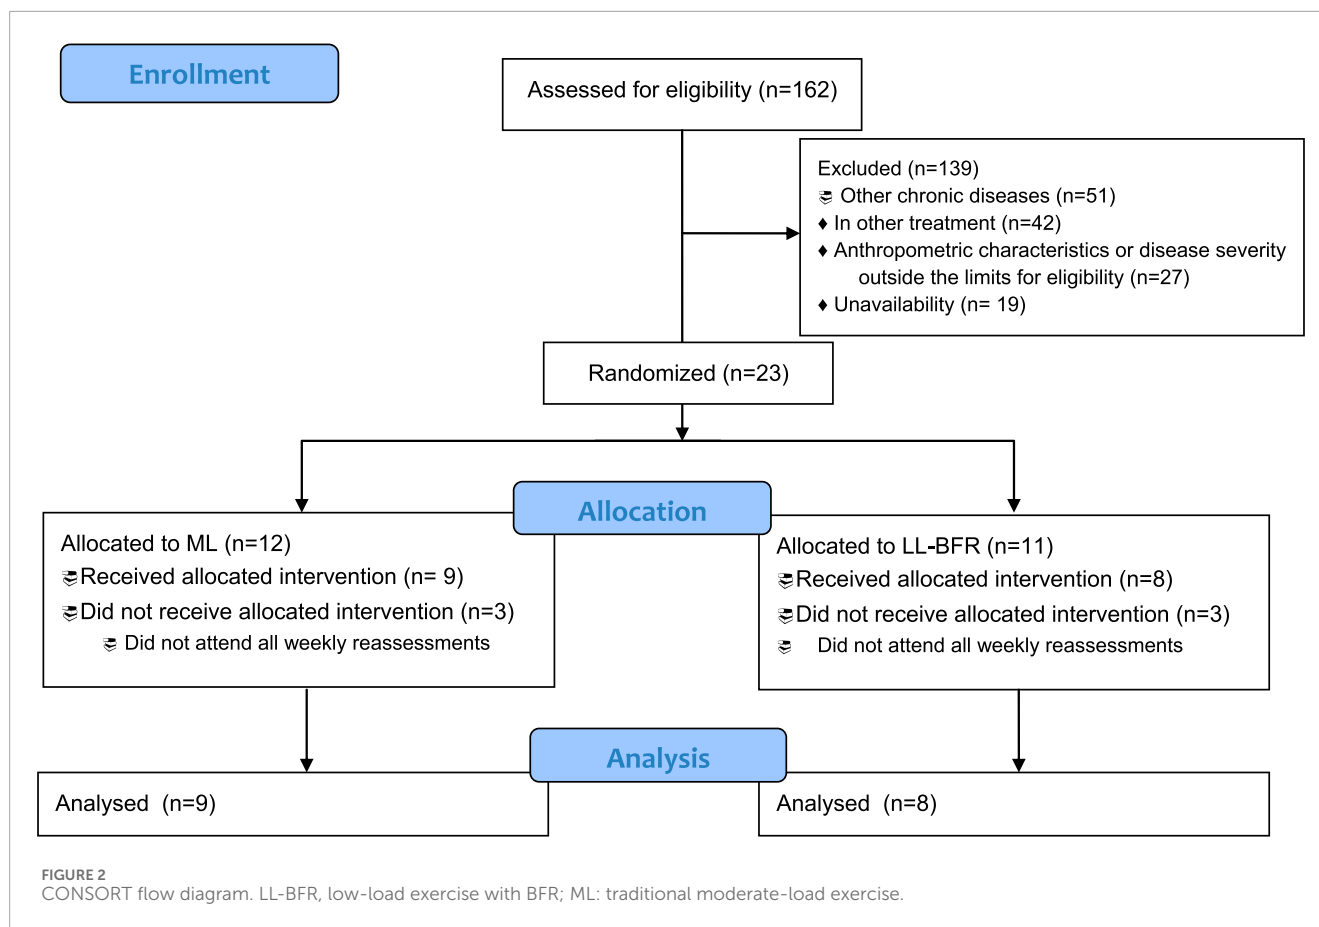 Enrollment
Assessed for eligibility (n=162)
Excluded (n=139)
Other chronic diseases (n=51)
♦ In other treatment (n=42)
♦ Anthropometric characteristics or disease severity
outside the limits for eligibility (n=27)
♦ Unavailability (n= 19)
Randomized (n=23)
Allocation
Allocated to ML (n=12)
Received allocated intervention (n= 9)
Did not receive allocated intervention (n=3)
Did not attend all weekly reassessments
Allocated to LL-BFR (n=11)
Received allocated intervention (n=8)
Did not receive allocated intervention (n=3)
Did not attend all weekly reassessments
Analysis
Analysed (n=9)
Analysed (n=8)
FIGURE 2
CONSORT flow diagram. LL-BFR, low-load exercise with BFR; ML: traditional moderate-load exercise.